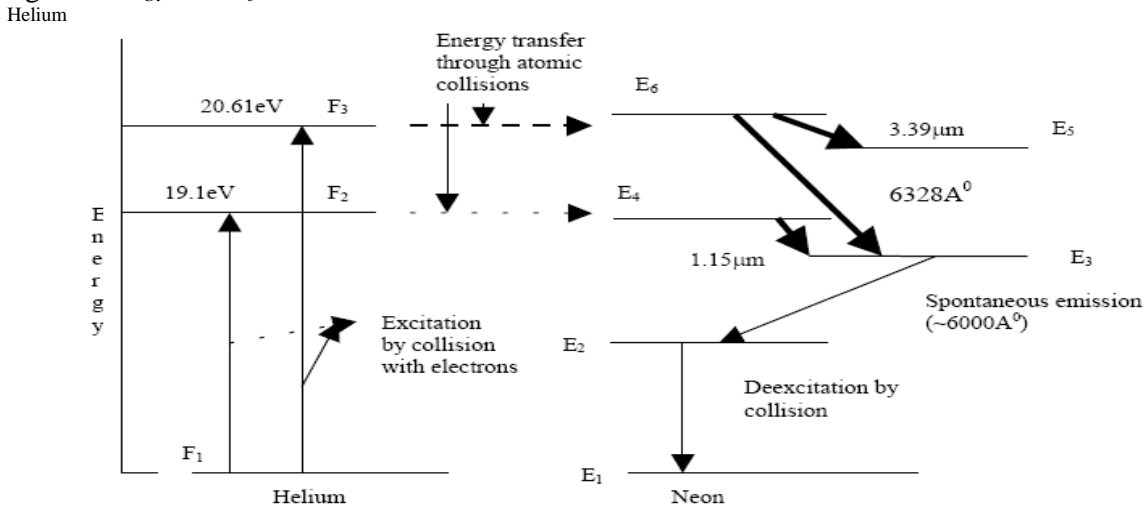 Helium
Energy transfer
through atomic
collisions
20.61eV
F₃
E₆
3.39μm
E₅
19.1eV
F₂
E₄
6328A⁰
1.15μm
E₃
Energy
Spontaneous emission
(~6000A⁰)
Excitation
by collision
with electrons
E₂
Deexcitation by
collision
F₁
E₁
Helium
Neon